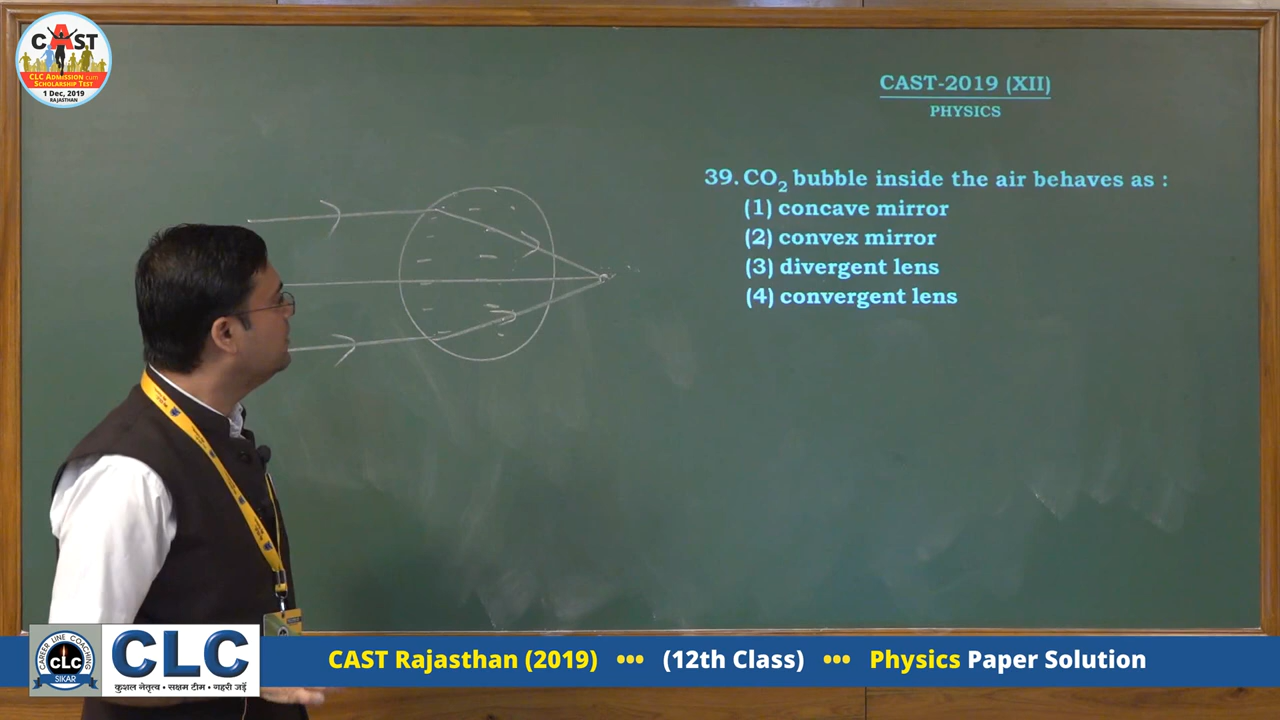 CAST
CLC ADMISSION cum
SCHOLARSHIP TEST
1 Dec, 2019
RAJASTHAN
CAST-2019 (XII)
PHYSICS
39. CO₂ bubble inside the air behaves as :
(1) concave mirror
(2) convex mirror
(3) divergent lens
(4) convergent lens
CAREER LINE COACHING
CLC
SIKAR
CLC
कुशल नेतृत्व • सक्षम टीम • गहरी जड़ें
CAST Rajasthan (2019) ••• (12th Class) ••• Physics Paper Solution